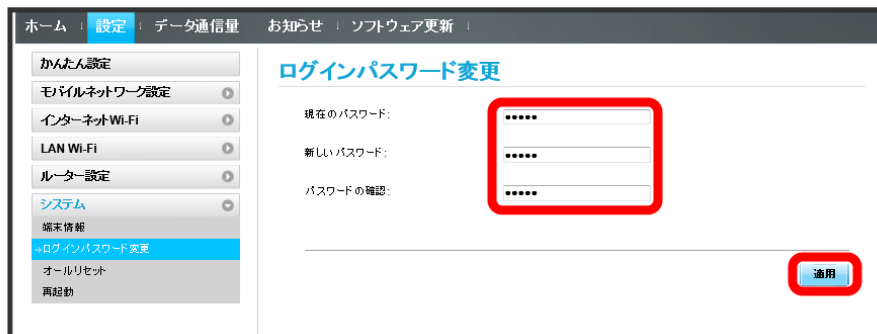 ホーム 設定 データ通信量 お知らせ ソフトウェア更新
かんたん設定
モバイルネットワーク設定
インターネットWi-Fi
LAN Wi-Fi
ルーター設定
システム
端末情報
→ログインパスワード変更
オールリセット
再起動
ログインパスワード変更
現在のパスワード: •••••
新しいパスワード: •••••
パスワードの確認: •••••
適用